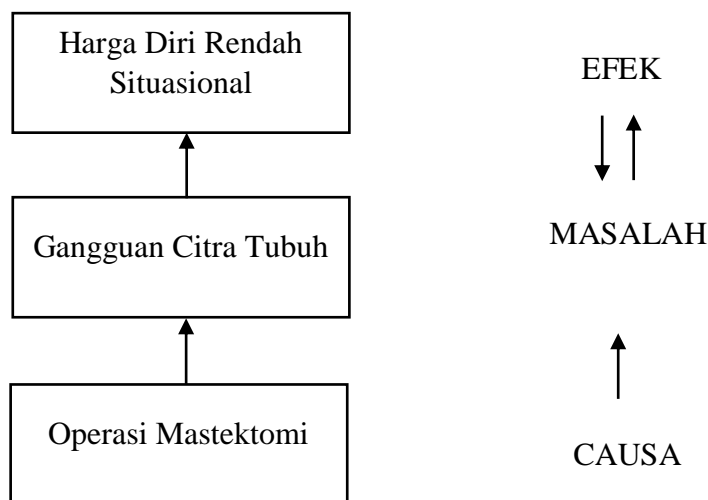 Harga Diri Rendah
Situasional
EFEK
Gangguan Citra Tubuh
MASALAH
Operasi Mastektomi
CAUSA